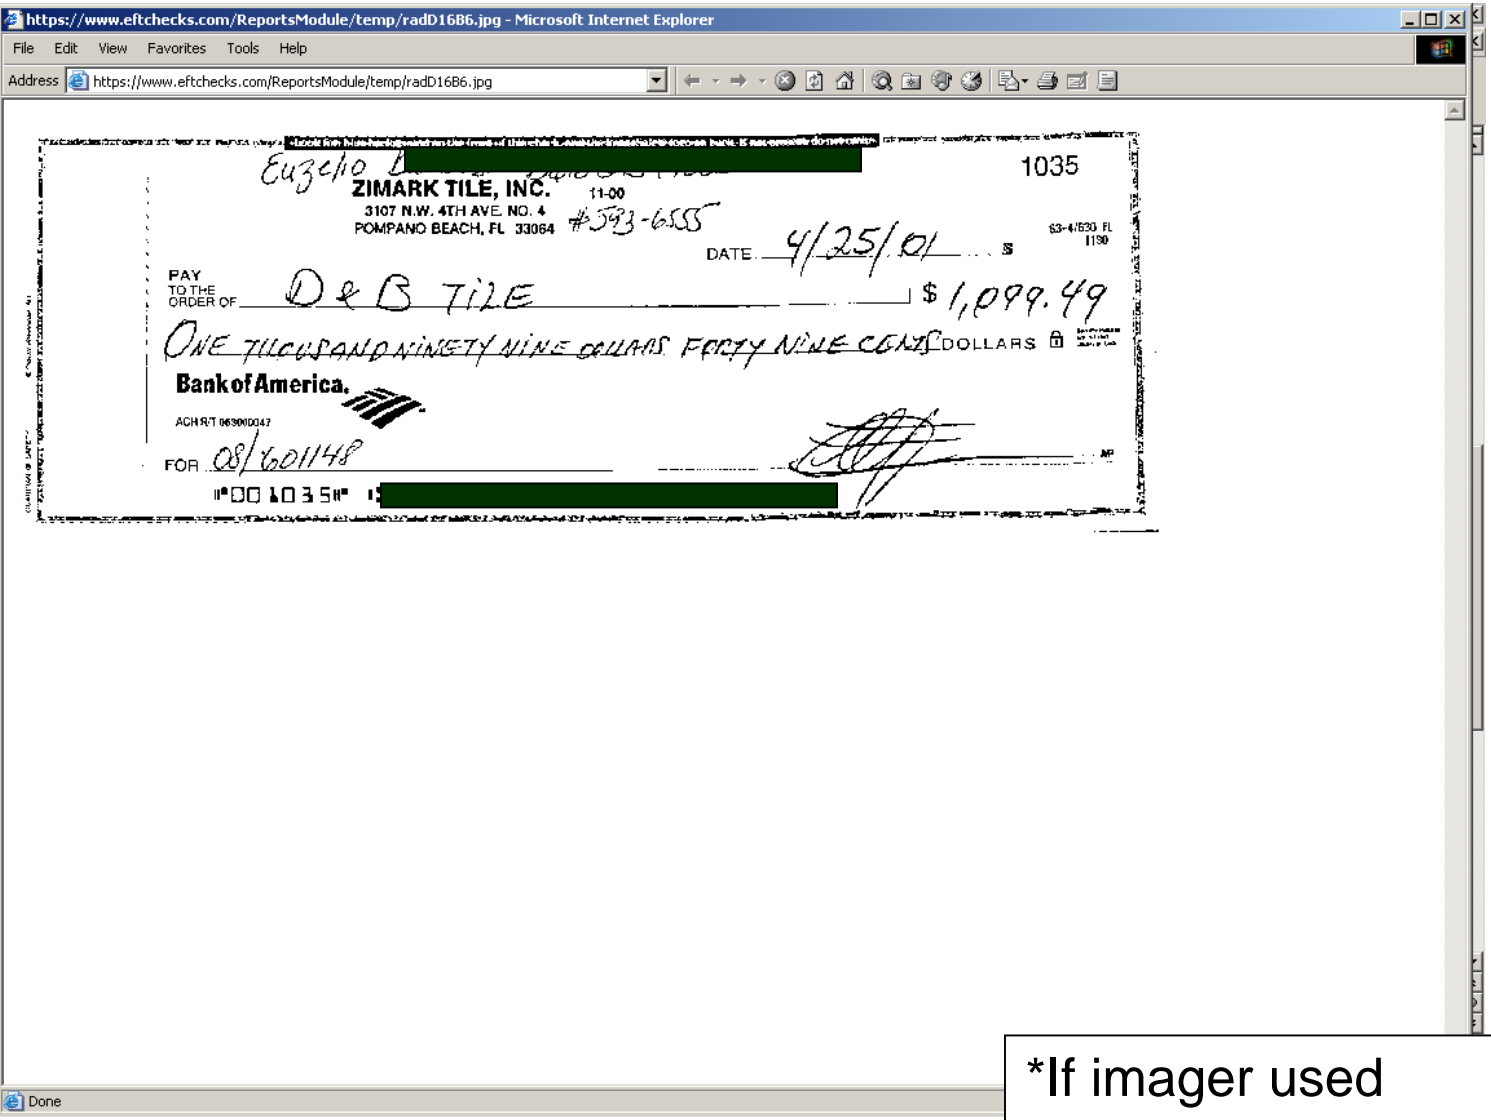 https://www.eftchecks.com/ReportsModule/temp/radD16B6.jpg - Microsoft Internet Explorer
File Edit View Favorites Tools Help
Address https://www.eftchecks.com/ReportsModule/temp/radD16B6.jpg
Euzelio
1035
ZIMARK TILE, INC. 11-00
3107 N.W. 4TH AVE. NO. 4
POMPANO BEACH, FL 33064 #593-6555
63-4/630 FL
1190
DATE 4/25/01
PAY
TO THE
ORDER OF D & B TILE $ 1,099.49
ONE THOUSAND NINETY NINE DOLLARS FORTY NINE CENTS DOLLARS
Bank of America.
ACH R/T 063000047
FOR 08/601148
MP
⑈001035⑈
*If imager used
Done